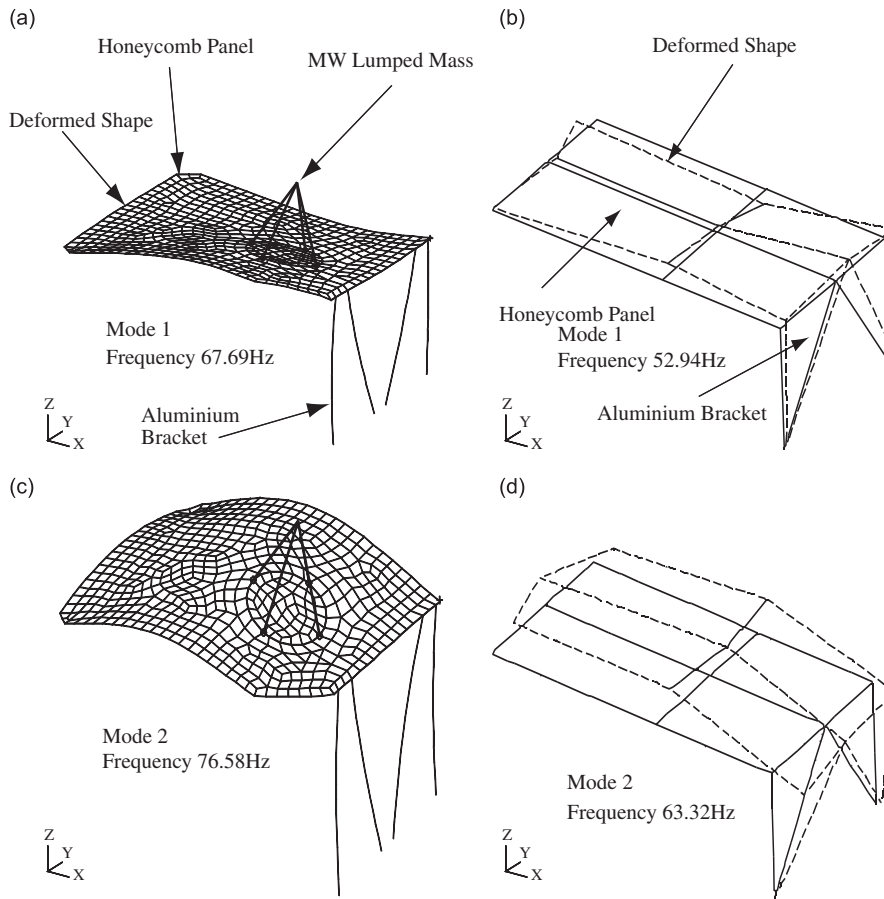 (a)
Honeycomb Panel
MW Lumped Mass
Deformed Shape
Mode 1
Frequency 67.69Hz
Aluminium
Bracket
Z
Y
X
(b)
Deformed Shape
Honeycomb Panel
Mode 1
Frequency 52.94Hz
Aluminium Bracket
Z
Y
X
(c)
Mode 2
Frequency 76.58Hz
Z
Y
X
(d)
Mode 2
Frequency 63.32Hz
Z
Y
X